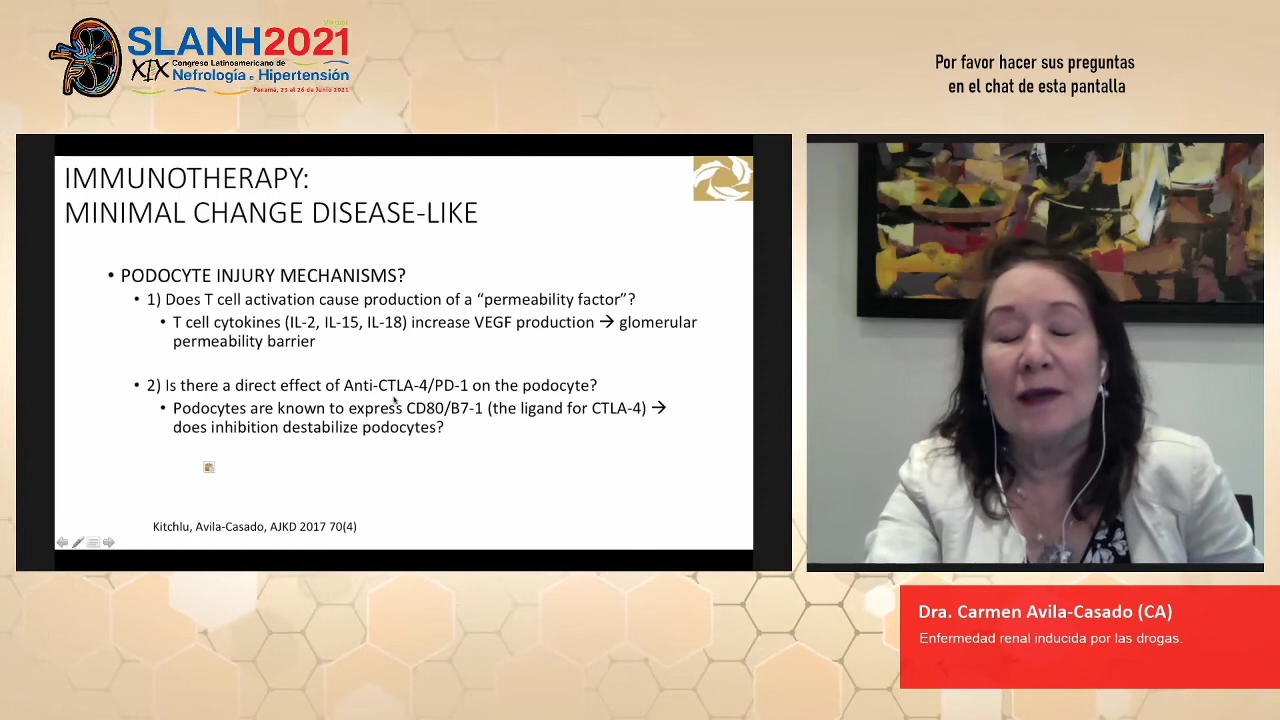 Virtual
SLANH2021
XIX Congreso Latinoamericano de
Nefrología e Hipertensión
Panamá, 23 al 26 de Junio 2021
Por favor hacer sus preguntas
en el chat de esta pantalla
IMMUNOTHERAPY:
MINIMAL CHANGE DISEASE-LIKE
• PODOCYTE INJURY MECHANISMS?
• 1) Does T cell activation cause production of a “permeability factor”?
• T cell cytokines (IL-2, IL-15, IL-18) increase VEGF production → glomerular
permeability barrier
• 2) Is there a direct effect of Anti-CTLA-4/PD-1 on the podocyte?
• Podocytes are known to express CD80/B7-1 (the ligand for CTLA-4) →
does inhibition destabilize podocytes?
Kitchlu, Avila-Casado, AJKD 2017 70(4)
Dra. Carmen Avila-Casado (CA)
Enfermedad renal inducida por las drogas.